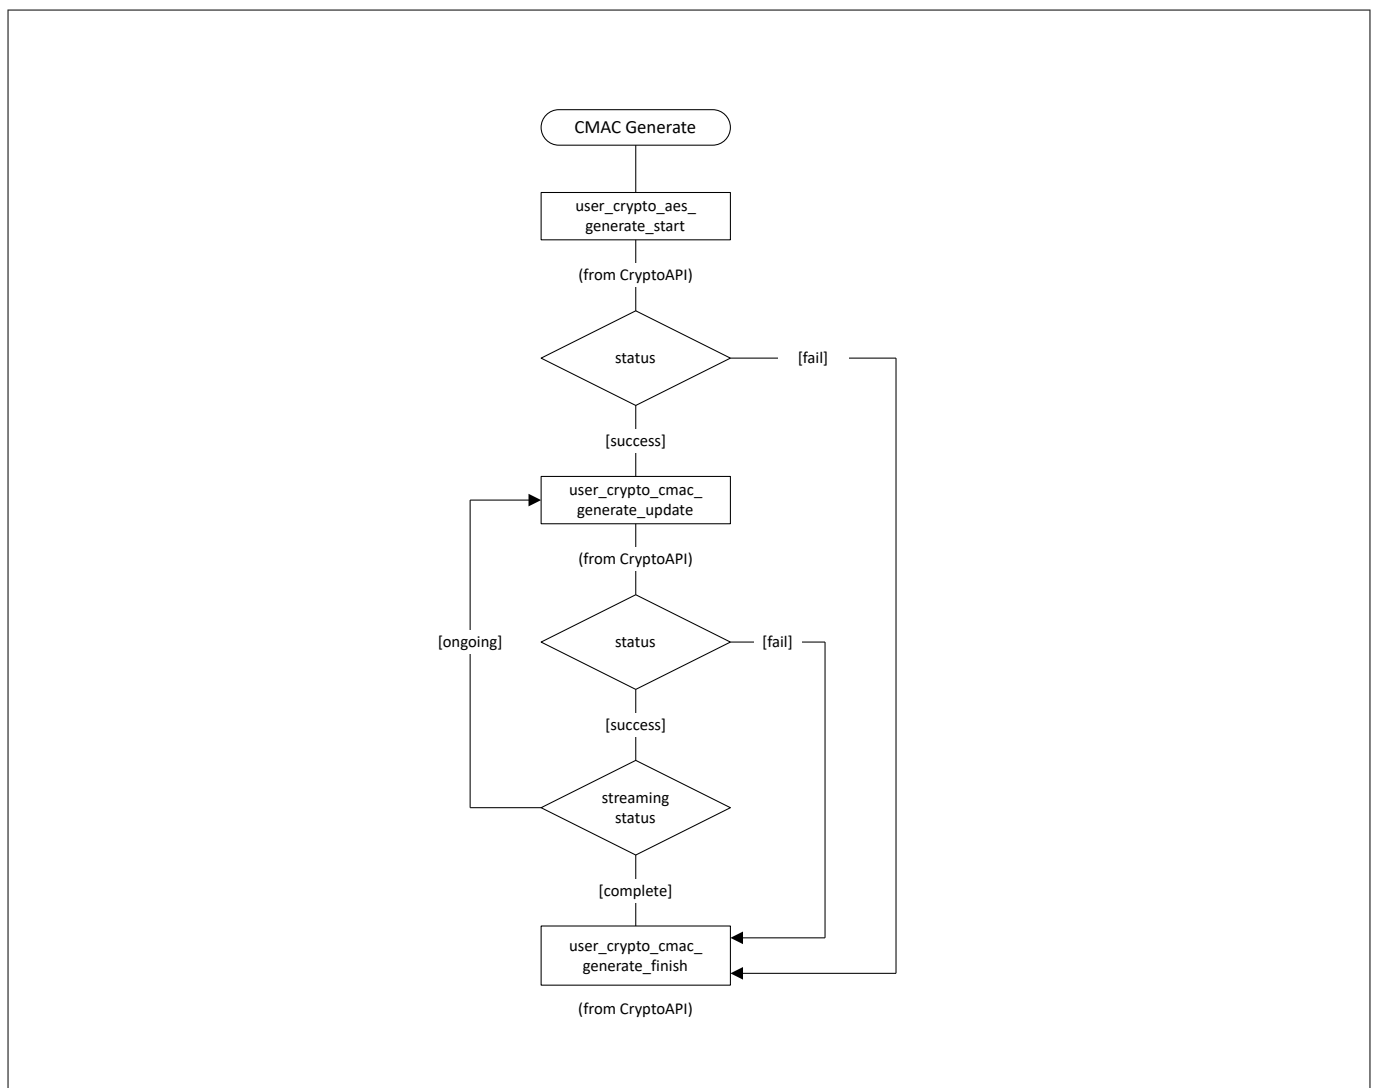 CMAC Generate
user_crypto_aes_
generate_start
(from CryptoAPI)
status
[fail]
[success]
user_crypto_cmac_
generate_update
(from CryptoAPI)
[ongoing]
status
[fail]
[success]
streaming
status
[complete]
user_crypto_cmac_
generate_finish
(from CryptoAPI)